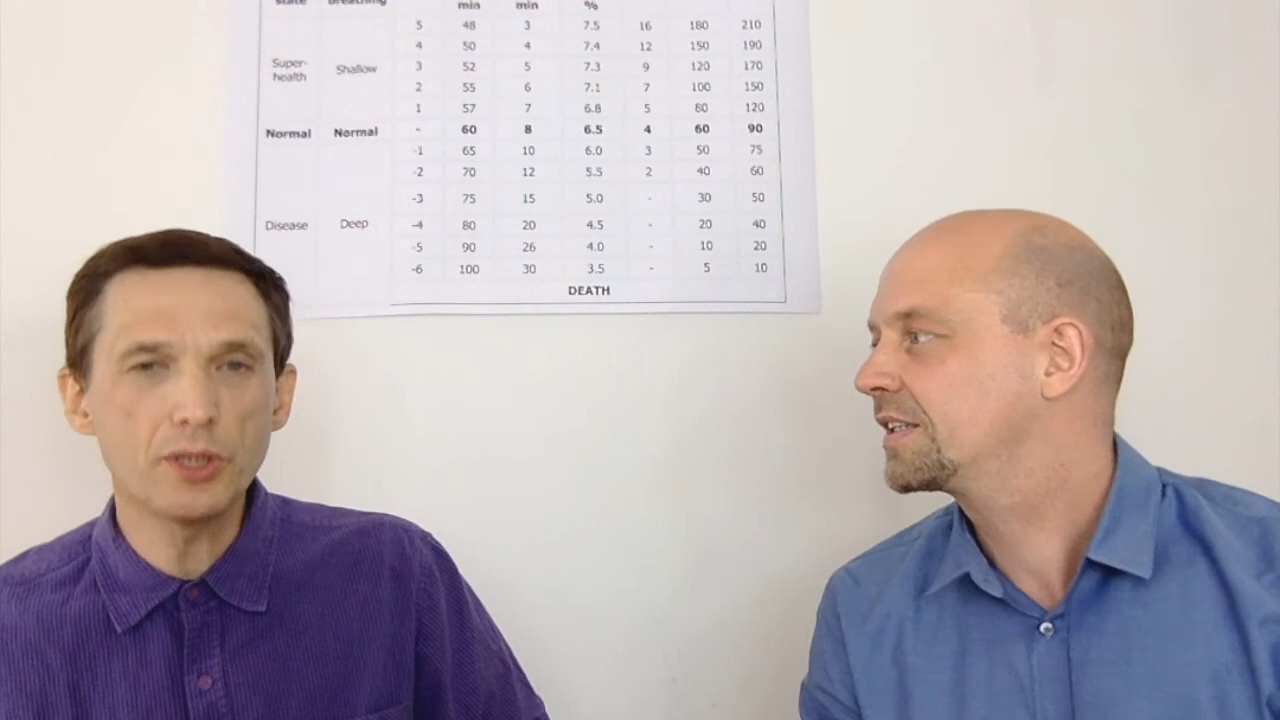 state breathing min min %
5 48 3 7.5 16 180 210
4 50 4 7.4 12 150 190
Super-health Shallow 3 52 5 7.3 9 120 170
2 55 6 7.1 7 100 150
1 57 7 6.8 5 80 120
Normal Normal - 60 8 6.5 4 60 90
-1 65 10 6.0 3 50 75
-2 70 12 5.5 2 40 60
-3 75 15 5.0 - 30 50
Disease Deep -4 80 20 4.5 - 20 40
-5 90 26 4.0 - 10 20
-6 100 30 3.5 - 5 10
DEATH